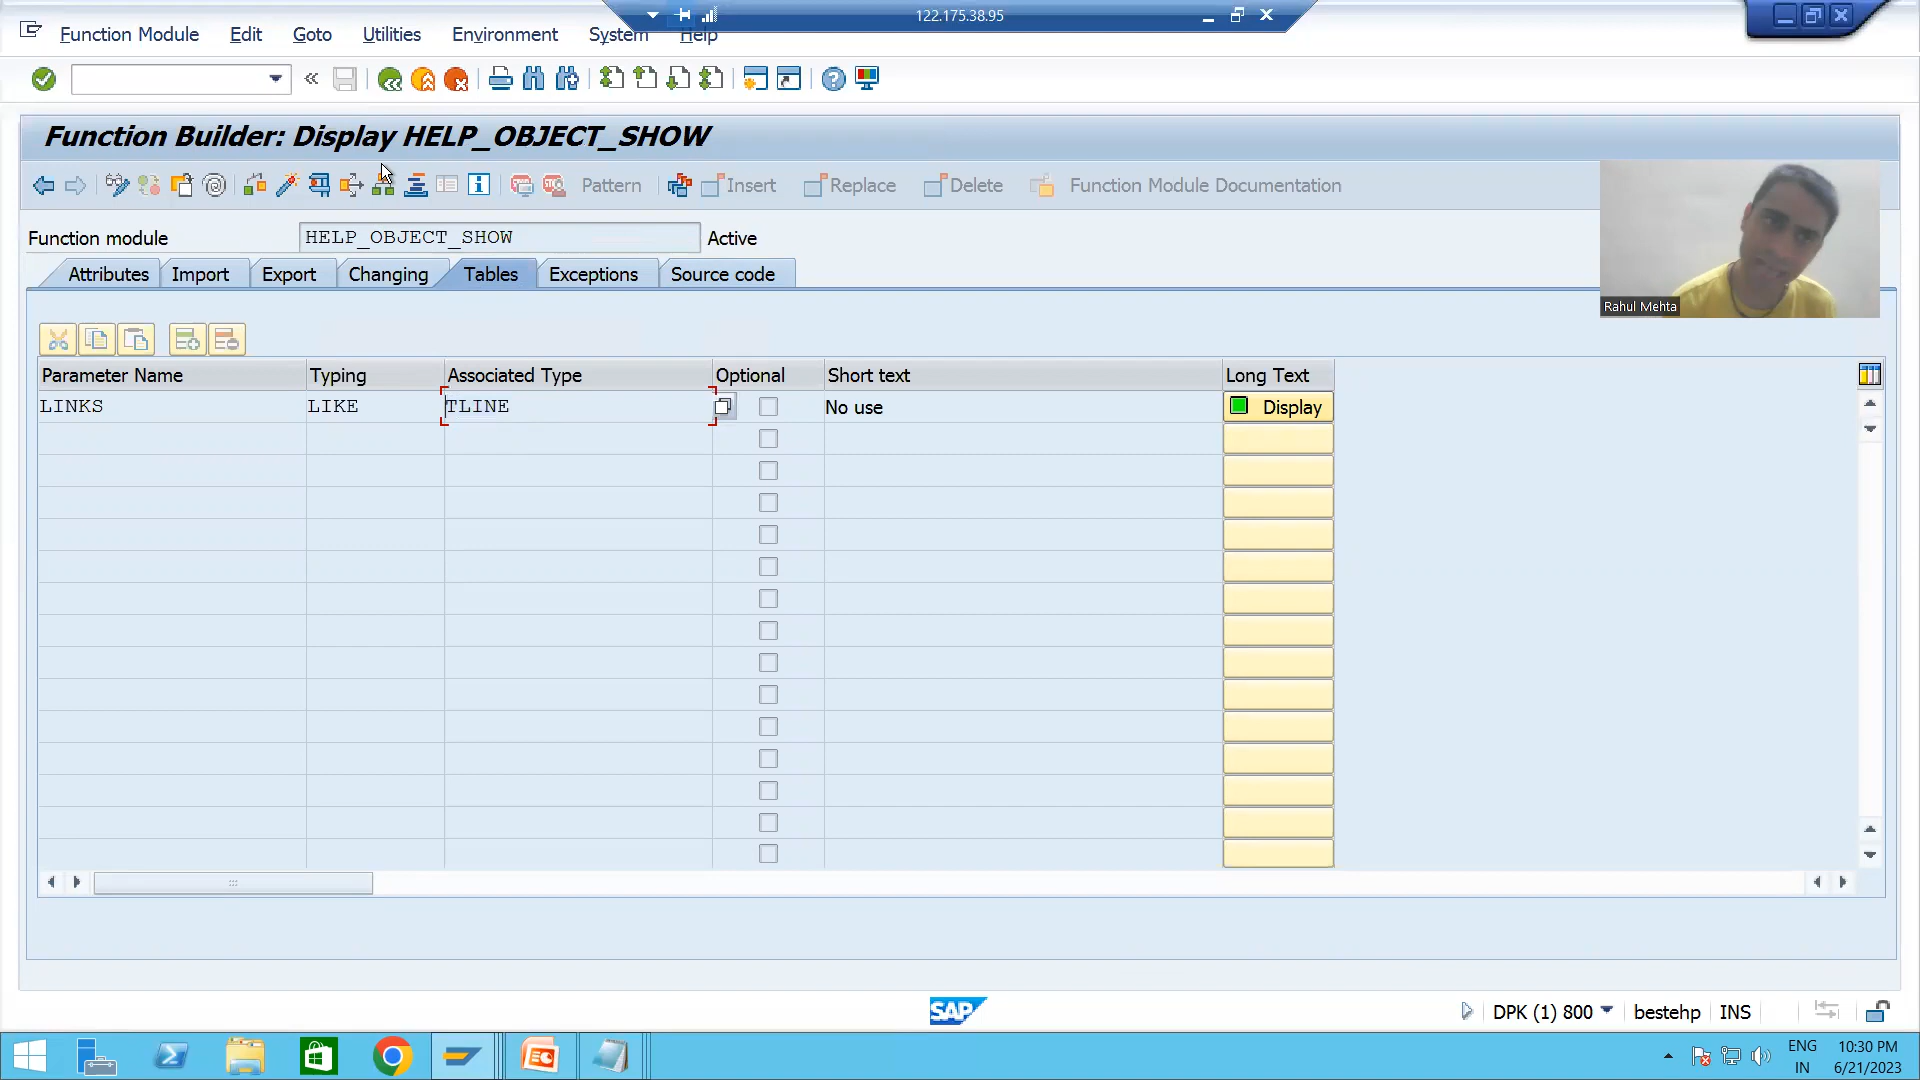 122.175.38.95
Function Module Edit Goto Utilities Environment System Help
Function Builder: Display HELP_OBJECT_SHOW
Pattern Insert Replace Delete Function Module Documentation
Function module HELP_OBJECT_SHOW Active
Attributes Import Export Changing Tables Exceptions Source code
Rahul Mehta
Parameter Name Typing Associated Type Optional Short text Long Text
LINKS LIKE TLINE No use Display
SAP DPK (1) 800 bestehp INS
ENG 10:30 PM
IN 6/21/2023